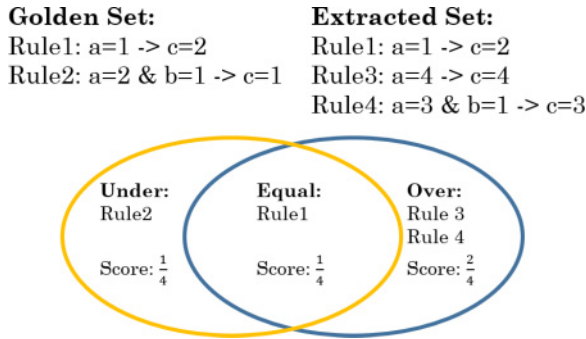 Golden Set:
Rule1: a=1 -> c=2
Rule2: a=2 & b=1 -> c=1
Extracted Set:
Rule1: a=1 -> c=2
Rule3: a=4 -> c=4
Rule4: a=3 & b=1 -> c=3
Under:
Rule2
Score: 1/4
Equal:
Rule1
Score: 1/4
Over:
Rule 3
Rule 4
Score: 2/4